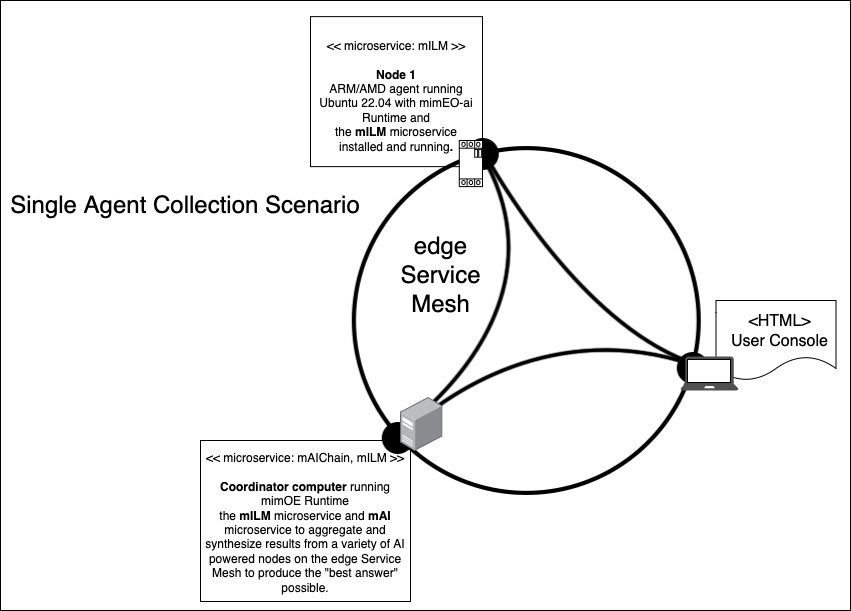 << microservice: mILM >>
Node 1
ARM/AMD agent running
Ubuntu 22.04 with mimEO-ai
Runtime and
the mILM microservice
installed and running.
Single Agent Collection Scenario
edge
Service
Mesh
<HTML>
User Console
<< microservice: mAIChain, mILM >>
Coordinator computer running
mimOE Runtime
the mILM microservice and mAI
microservice to aggregate and
synthesize results from a variety of AI
powered nodes on the edge Service
Mesh to produce the "best answer"
possible.